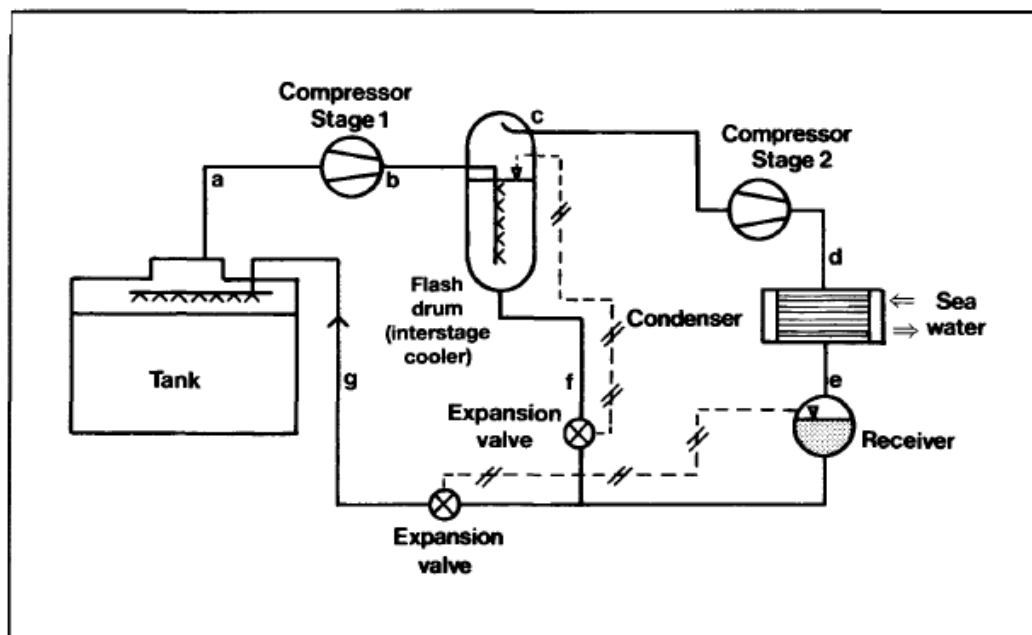 Compressor
Stage 1
c
Compressor
Stage 2
a
b
d
Flash
drum
(interstage
cooler)
Condenser
Sea
water
Tank
g
f
e
Expansion
valve
Receiver
Expansion
valve